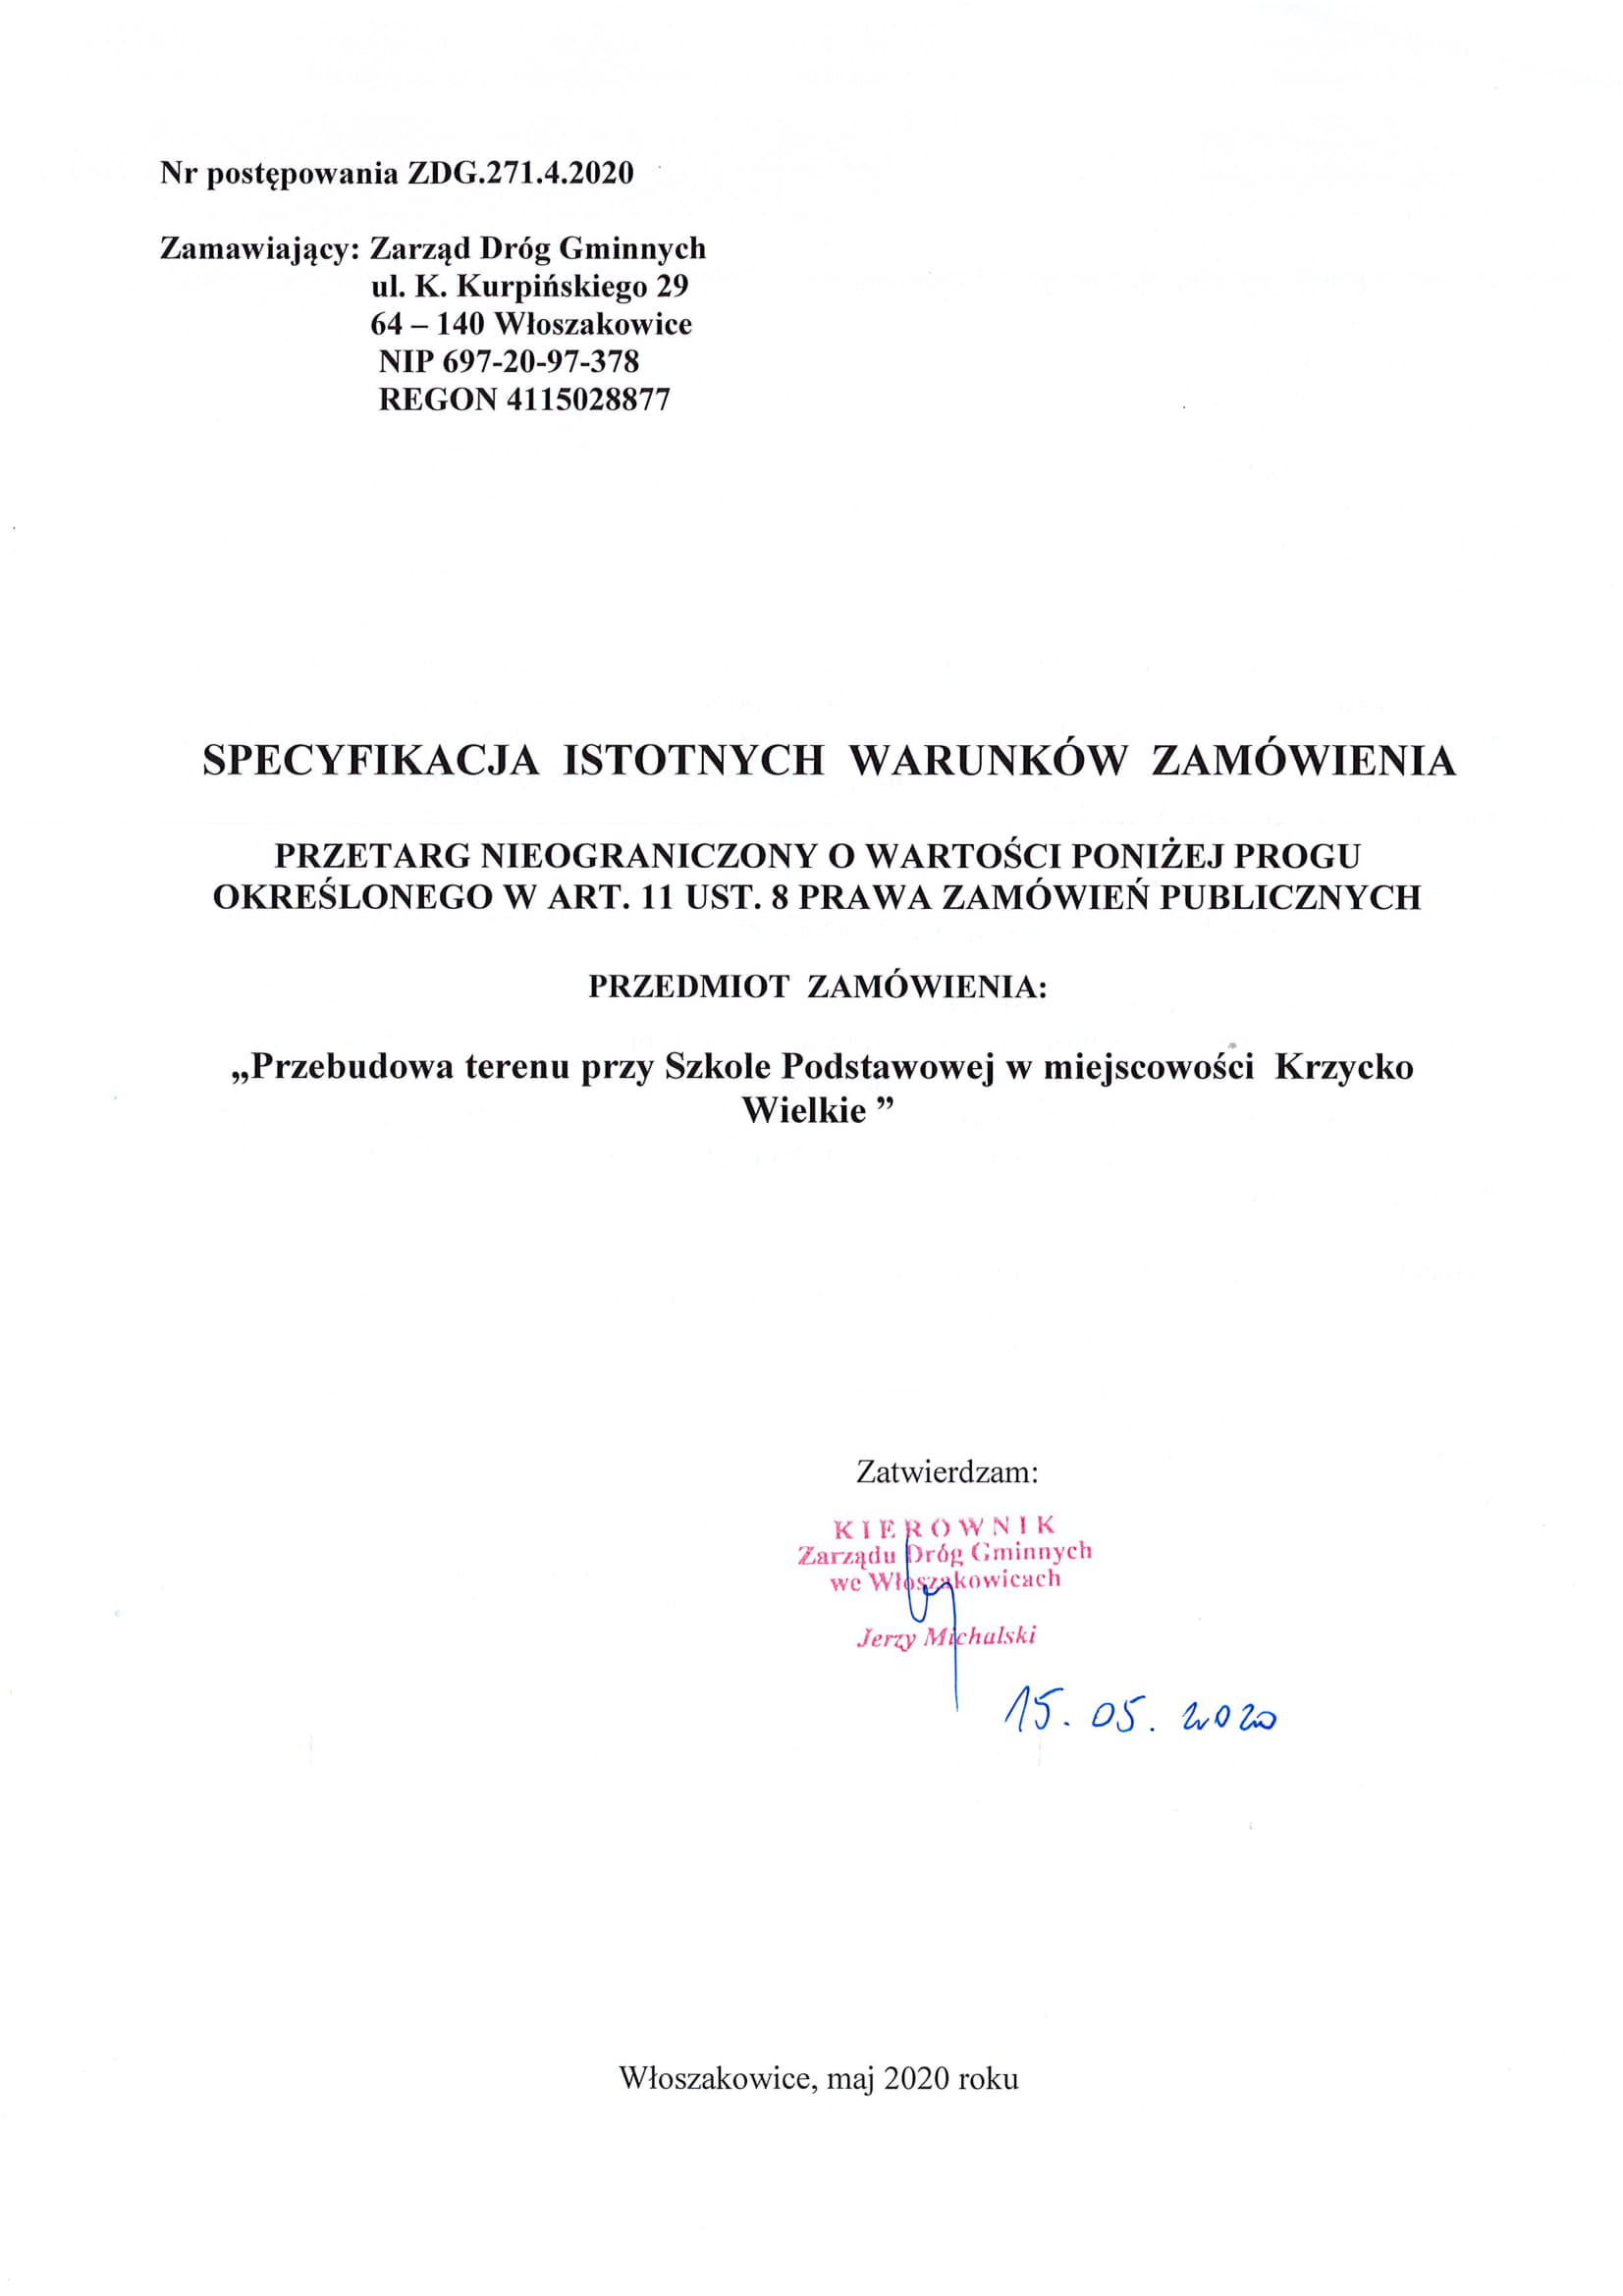 Nr postępowania ZDG.271.4.2020
Zamawiający: Zarząd Dróg Gminnych
ul. K. Kurpińskiego 29
64 – 140 Włoszakowice
NIP 697-20-97-378
REGON 4115028877
SPECYFIKACJA ISTOTNYCH WARUNKÓW ZAMÓWIENIA
PRZETARG NIEOGRANICZONY O WARTOŚCI PONIŻEJ PROGU
OKREŚLONEGO W ART. 11 UST. 8 PRAWA ZAMÓWIEŃ PUBLICZNYCH
PRZEDMIOT ZAMÓWIENIA:
„Przebudowa terenu przy Szkole Podstawowej w miejscowości Krzycko
Wielkie ”
Zatwierdzam:
KIEROWNIK
Zarządu Dróg Gminnych
we Włoszakowicach
Jerzy Michalski
15. 05. 2020
Włoszakowice, maj 2020 roku